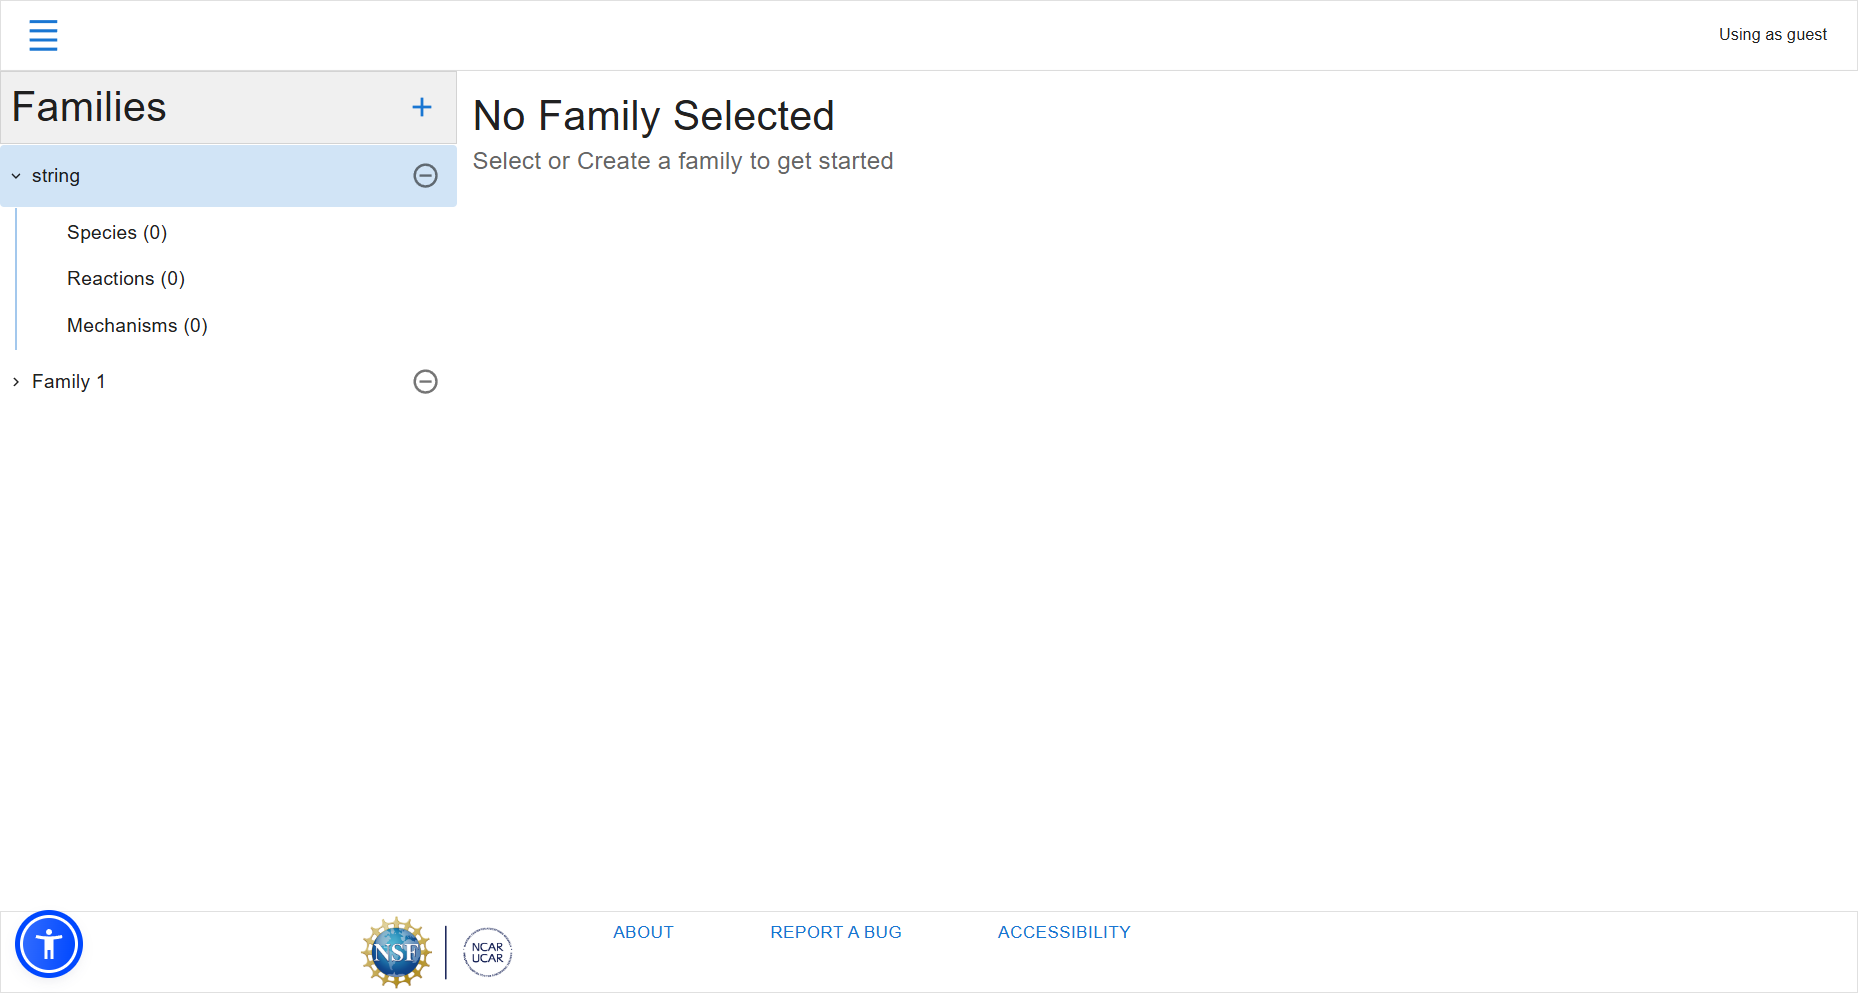 Using as guest
Families
No Family Selected
Select or Create a family to get started
string
Species (0)
Reactions (0)
Mechanisms (0)
Family 1
NSF
NCAR
UCAR
ABOUT
REPORT A BUG
ACCESSIBILITY